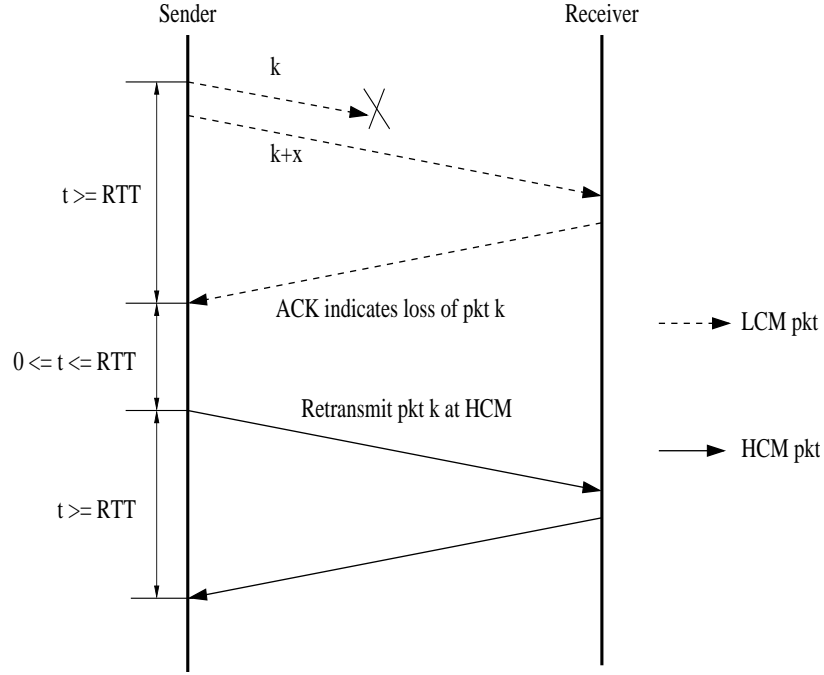 Sender
Receiver
k
k+x
t >= RTT
ACK indicates loss of pkt k
LCM pkt
0 <= t <= RTT
Retransmit pkt k at HCM
HCM pkt
t >= RTT